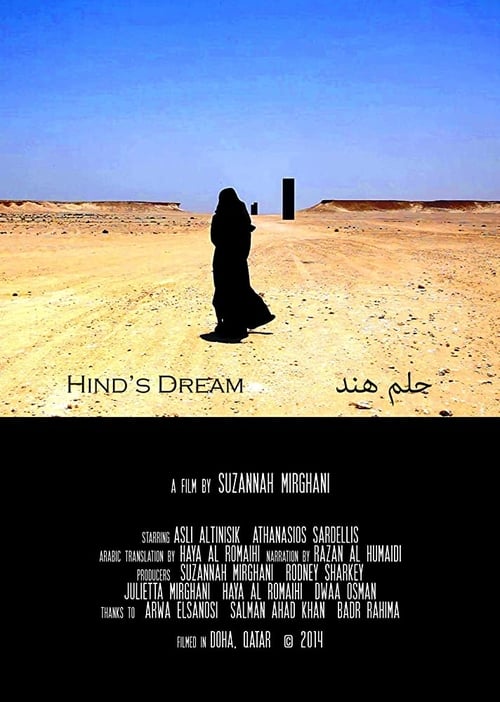 HIND'S DREAM
حلم هند
A FILM BY SUZANNAH MIRGHANI
STARRING ASLI ALTINISIK ATHANASIOS SARDELLIS
ARABIC TRANSLATION BY HAYA AL ROMAIHI NARRATION BY RAZAN AL HUMAIDI
PRODUCERS SUZANNAH MIRGHANI RODNEY SHARKEY
JULIETTA MIRGHANI HAYA AL ROMAIHI DWAA OSMAN
THANKS TO ARWA ELSANOSI SALMAN AHAD KHAN BADR RAHIMA
FILMED IN DOHA, QATAR © 2014